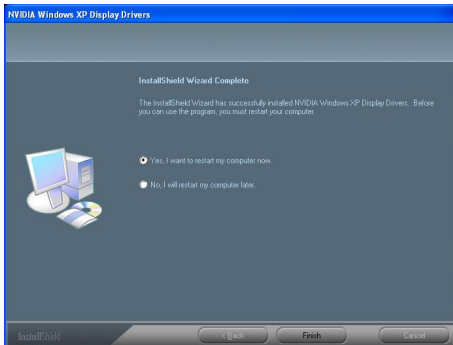 NVIDIA Windows XP Display Drivers
InstallShield Wizard Complete
The InstallShield Wizard has successfully installed NVIDIA Windows XP Display Drivers. Before
you can use the program, you must restart your computer.
Yes, I want to restart my computer now.
No, I will restart my computer later.
InstallShield
< Back
Finish
Cancel